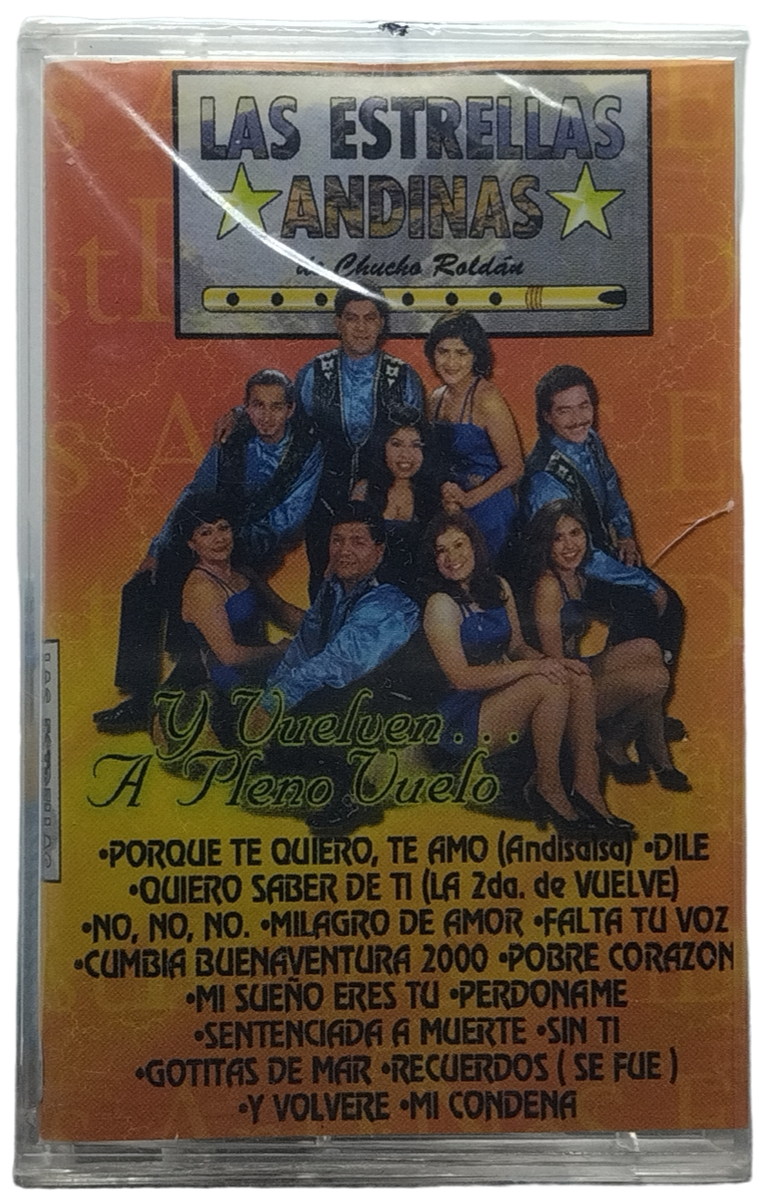 LAS ESTRELLAS
ANDINAS
de Chucho Roldán
Y Vuelven...
A Pleno Vuelo
•PORQUE TE QUIERO, TE AMO (Andisalsa) •DILE
•QUIERO SABER DE TI (LA 2da. de VUELVE)
•NO, NO, NO. •MILAGRO DE AMOR •FALTA TU VOZ
•CUMBIA BUENAVENTURA 2000 •POBRE CORAZON
•MI SUEÑO ERES TU •PERDONAME
•SENTENCIADA A MUERTE •SIN TI
•GOTITAS DE MAR •RECUERDOS ( SE FUE )
•Y VOLVERE •MI CONDENA